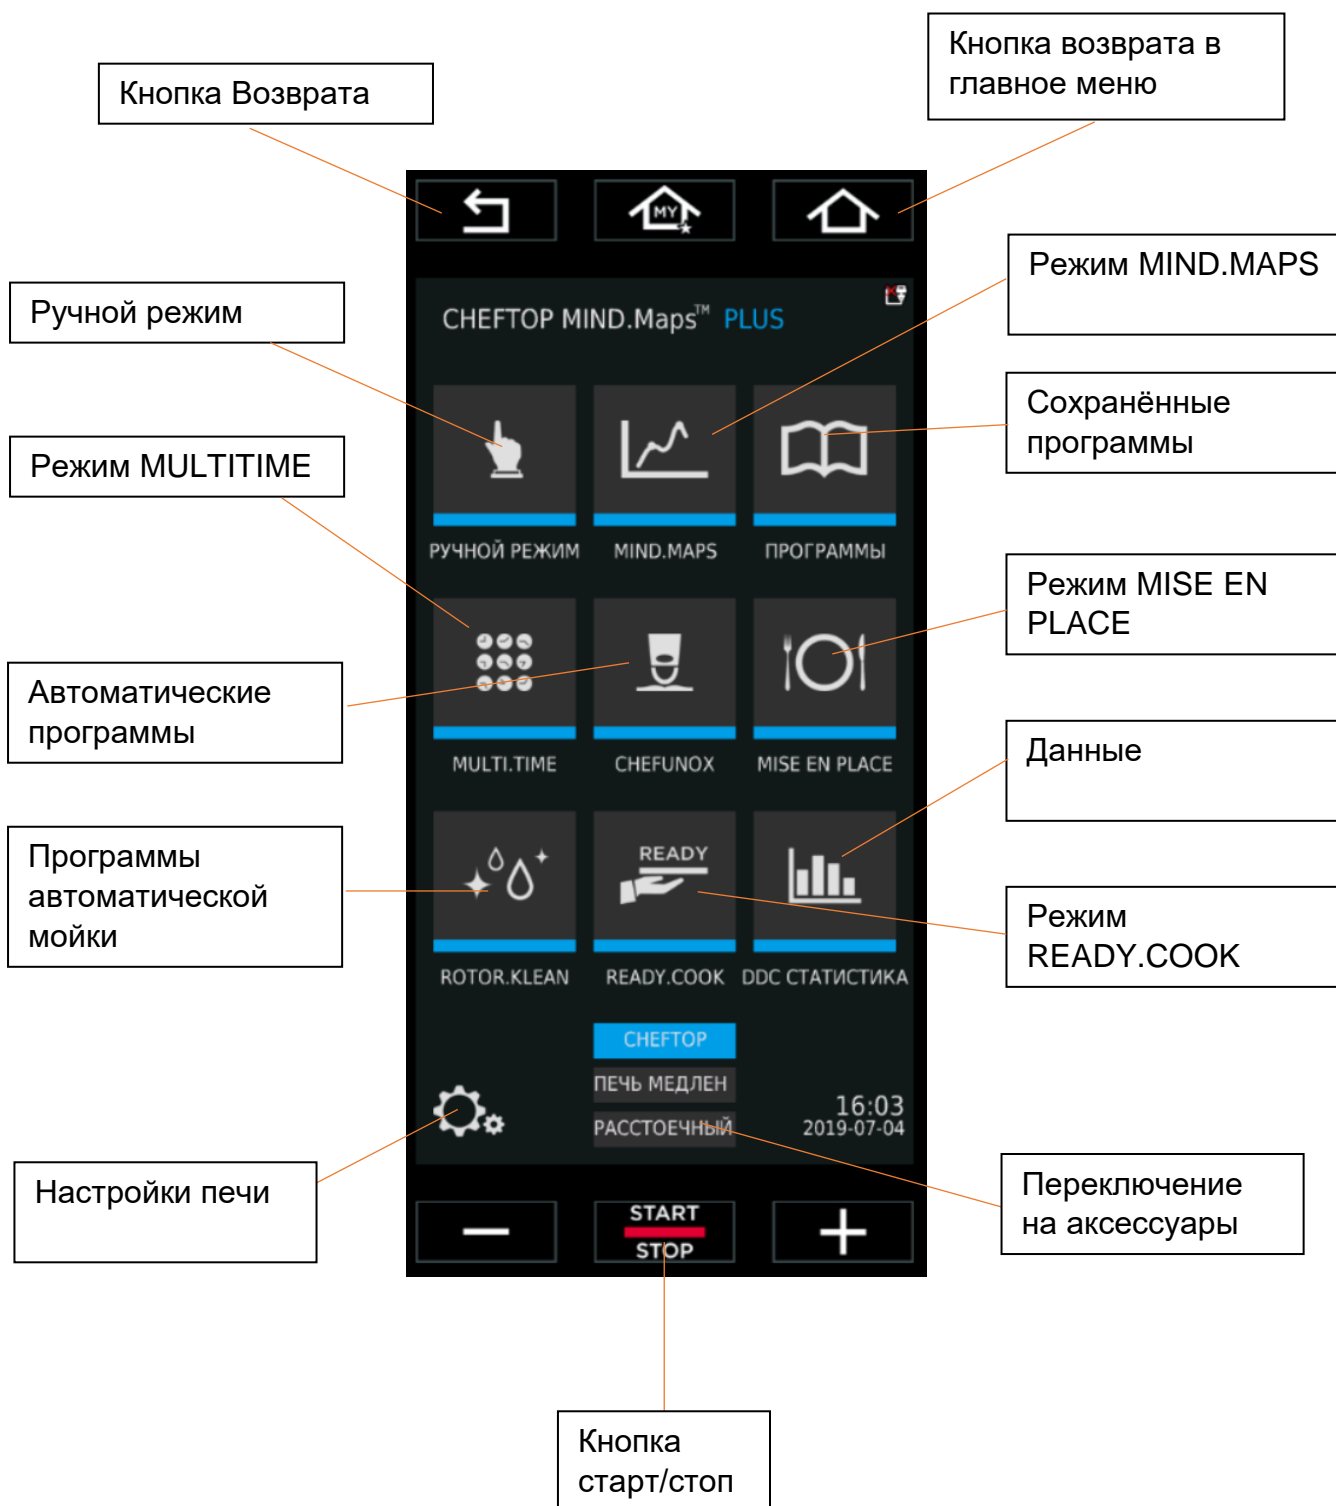 Кнопка возврата в
главное меню
Кнопка Возврата
MY
Режим MIND.MAPS
Ручной режим
CHEFTOP MIND.Maps™ PLUS
Сохранённые
программы
Режим MULTITIME
РУЧНОЙ РЕЖИМ
MIND.MAPS
ПРОГРАММЫ
Режим MISE EN
PLACE
Автоматические
программы
MULTI.TIME
CHEFUNOX
MISE EN PLACE
Данные
Программы
автоматической
мойки
READY
Режим
READY.COOK
ROTOR.KLEAN
READY.COOK
DDC СТАТИСТИКА
CHEFTOP
ПЕЧЬ МЕДЛЕН
РАССТОЕЧНЫЙ
16:03
2019-07-04
Настройки печи
Переключение
на аксессуары
START
STOP
Кнопка
старт/стоп